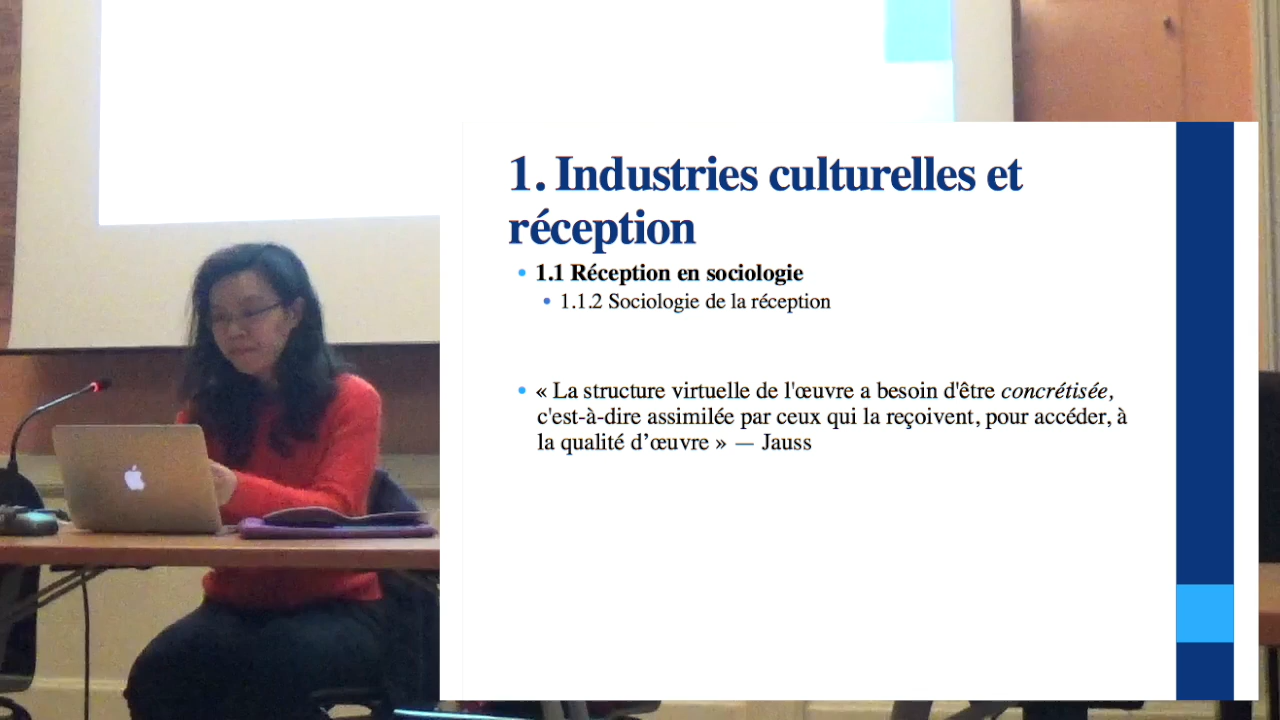 1. Industries culturelles et
réception
• 1.1 Réception en sociologie
• 1.1.2 Sociologie de la réception
• « La structure virtuelle de l'œuvre a besoin d'être concrétisée,
c'est-à-dire assimilée par ceux qui la reçoivent, pour accéder, à
la qualité d’œuvre » — Jauss